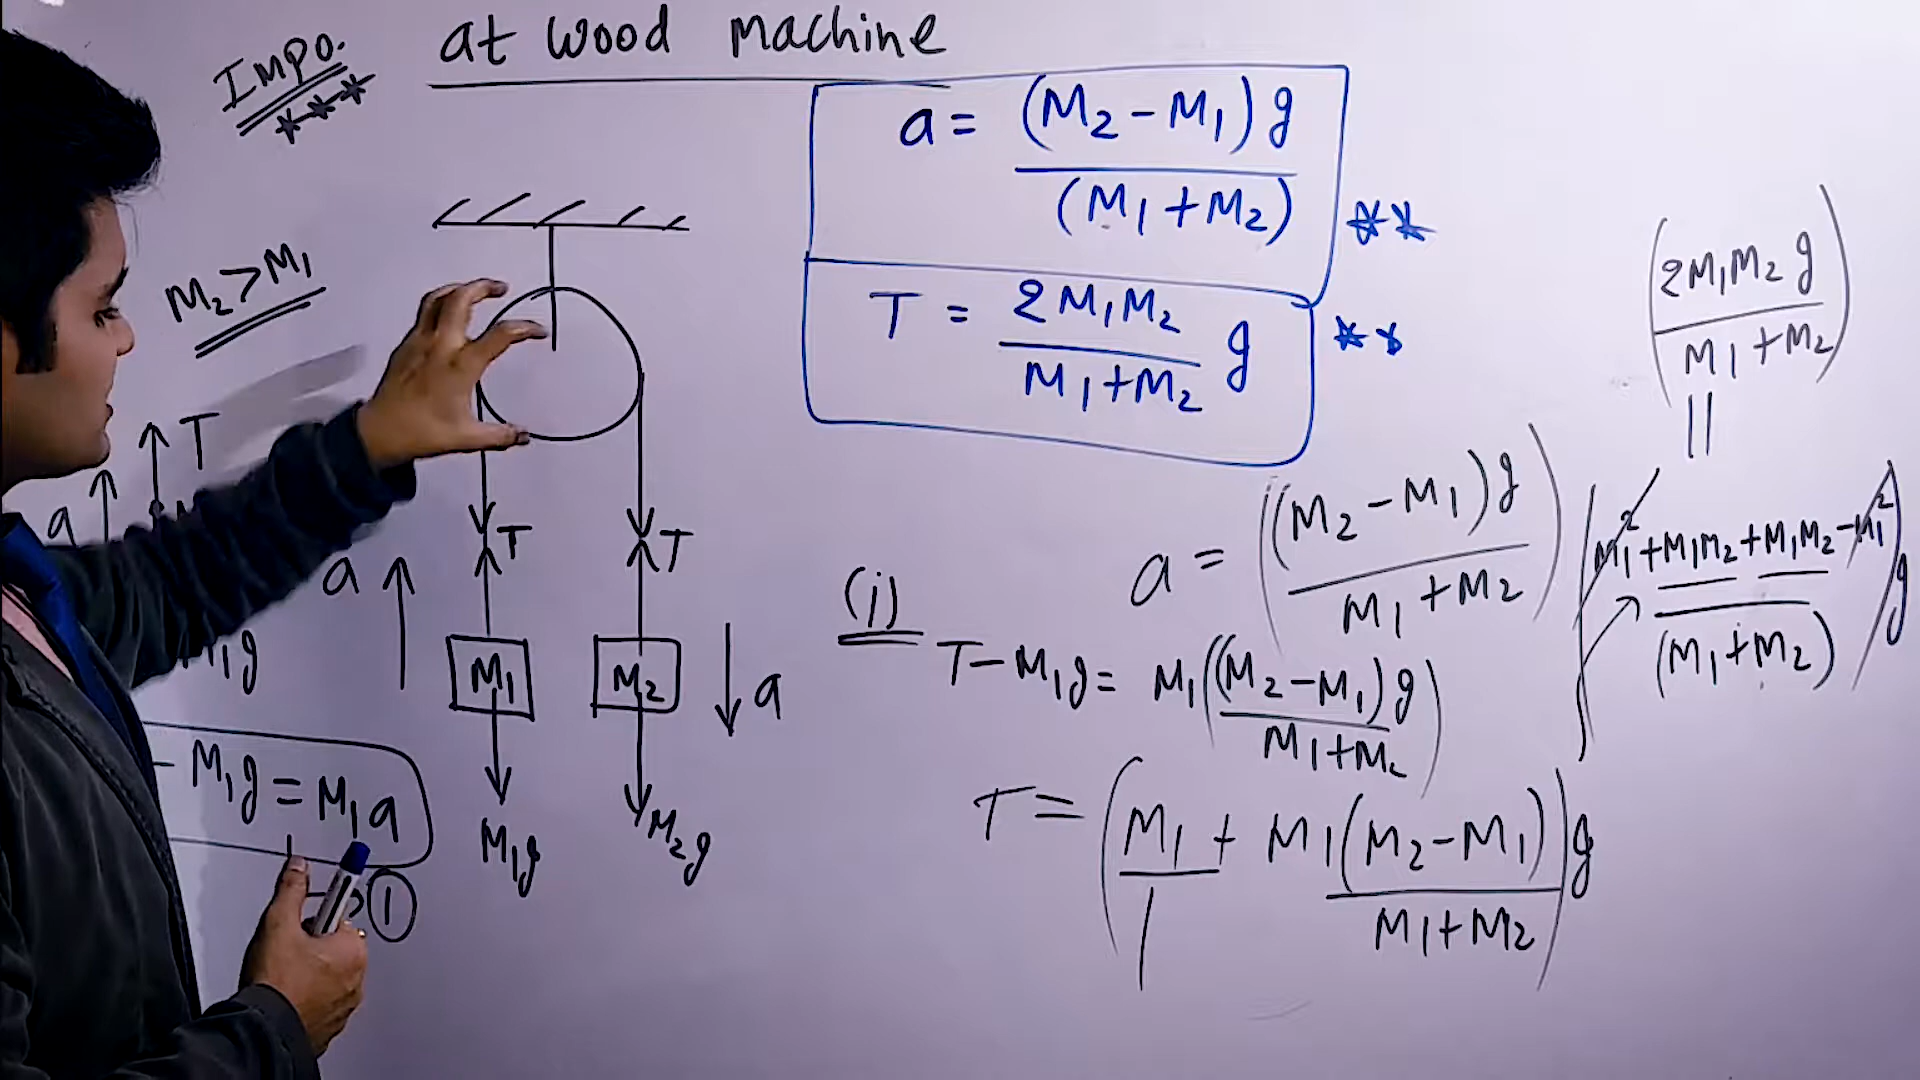 Impo.
***
at wood machine
M₂>M₁
a = (M₂-M₁)g / (M₁+M₂)
**
T = 2M₁M₂ / M₁+M₂ g
**
T
a
M₁g
- M₁g = M₁a
①
a
T
T
M₁
M₂
a
M₁g
M₂g
a = ((M₂-M₁)g / M₁+M₂)
(i)
T-M₁g = M₁((M₂-M₁)g / M₁+M₂)
T = (M₁/1 + M₁(M₂-M₁) / M₁+M₂)g
(2M₁M₂g / M₁+M₂)
||
(M₁²+M₁M₂+M₁M₂-M₁² / (M₁+M₂))g